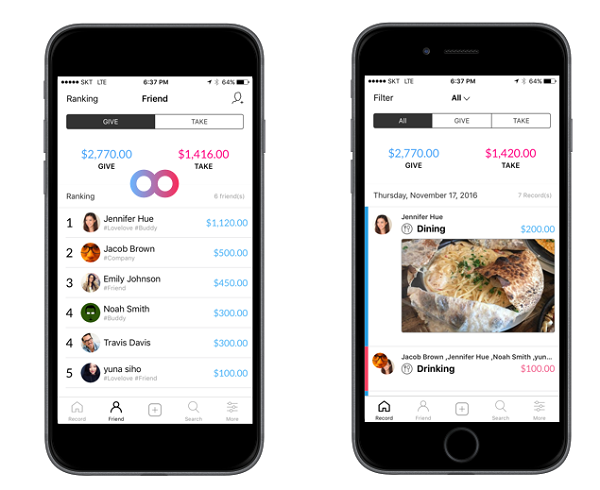 ●●●●● SKT LTE 6:37 PM 64%
Ranking Friend
GIVE TAKE
$2,770.00 $1,416.00
GIVE TAKE
Ranking 6 friend(s)
1 Jennifer Hue $1,120.00
#Lovelove #Buddy
2 Jacob Brown $500.00
#Company
3 Emily Johnson $450.00
#Friend
4 Noah Smith $300.00
#Buddy
4 Travis Davis $300.00
5 yuna siho $100.00
#Lovelove #Friend
Record Friend Search More
●●●●● SKT LTE 6:37 PM 64%
Filter All
All GIVE TAKE
$2,770.00 $1,420.00
GIVE TAKE
Thursday, November 17, 2016 7 Record(s)
Jennifer Hue
Dining $200.00
Jacob Brown ,Jennifer Hue ,Noah Smith ,yun...
Drinking $100.00
Record Friend Search More